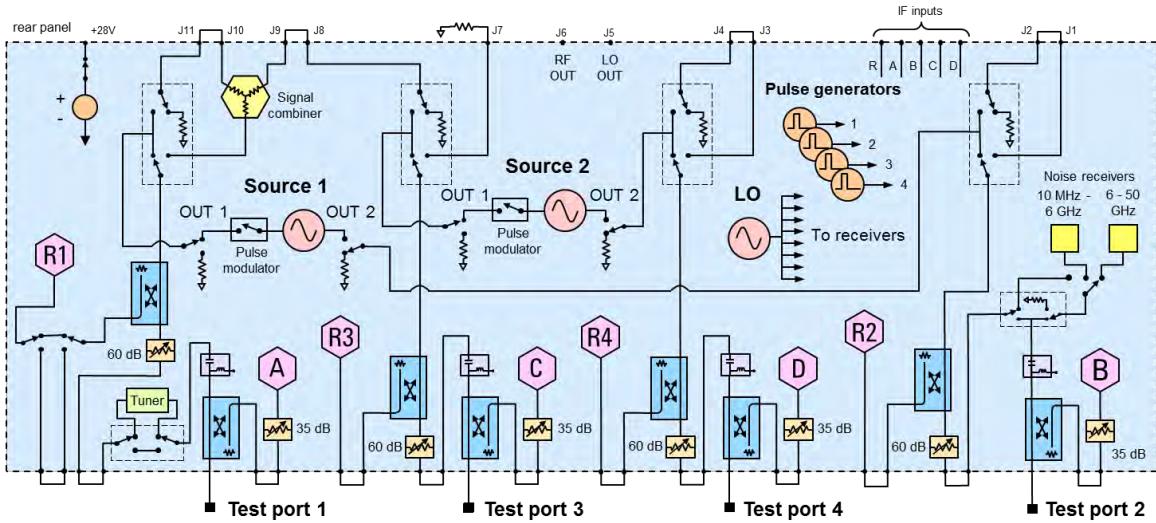 rear panel
+28V
J11
J10
J9
J8
J7
J6
J5
J4
J3
IF inputs
J2
J1
RF
OUT
LO
OUT
R
A
B
C
D
+
-
Signal
combiner
Pulse generators
1
2
3
4
Source 1
OUT 1
OUT 2
Pulse
modulator
Source 2
OUT 1
OUT 2
Pulse
modulator
LO
To receivers
Noise receivers
10 MHz -
6 GHz
6 - 50
GHz
R1
R3
R4
R2
60 dB
A
35 dB
Tuner
60 dB
C
35 dB
60 dB
D
35 dB
60 dB
B
35 dB
Test port 1
Test port 3
Test port 4
Test port 2